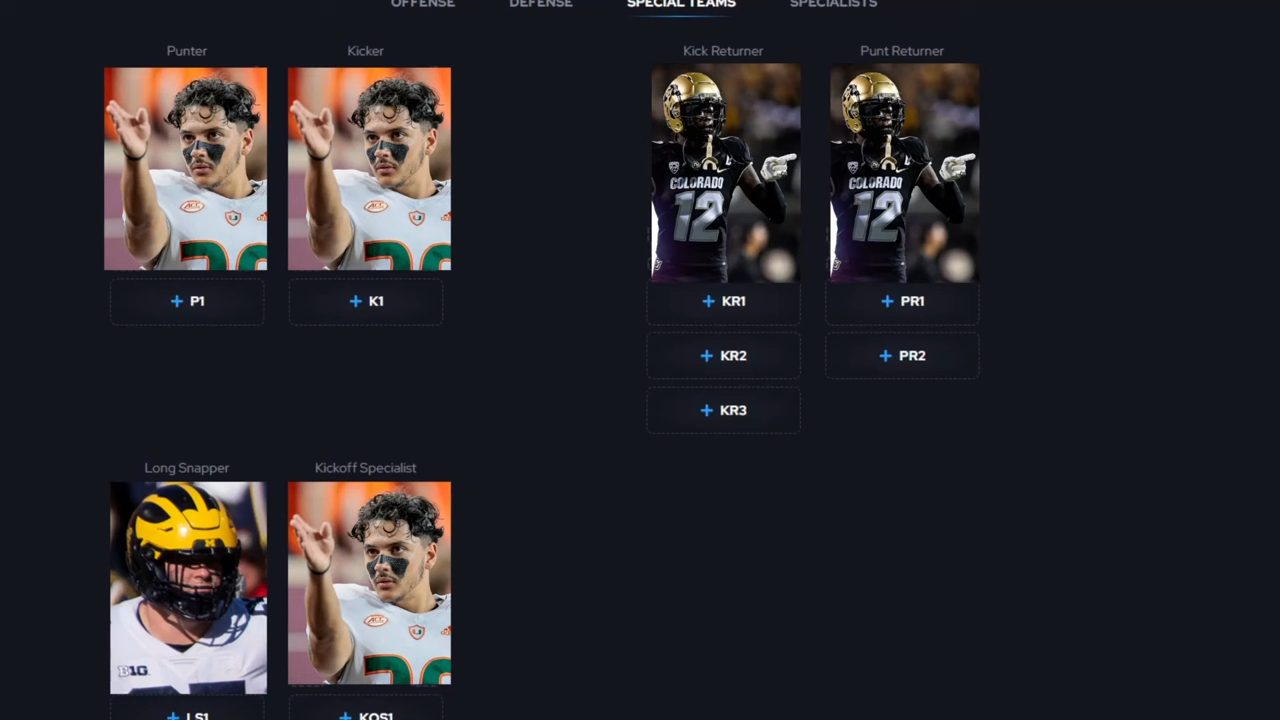 OFFENSE DEFENSE SPECIAL TEAMS SPECIALISTS
Punter Kicker Kick Returner Punt Returner
ACC ACC
U U
COLORADO COLORADO
12 12
+ P1 + K1 + KR1 + PR1
+ KR2 + PR2
+ KR3
Long Snapper Kickoff Specialist
ACC
U
B1G
+ LS1 + KOS1